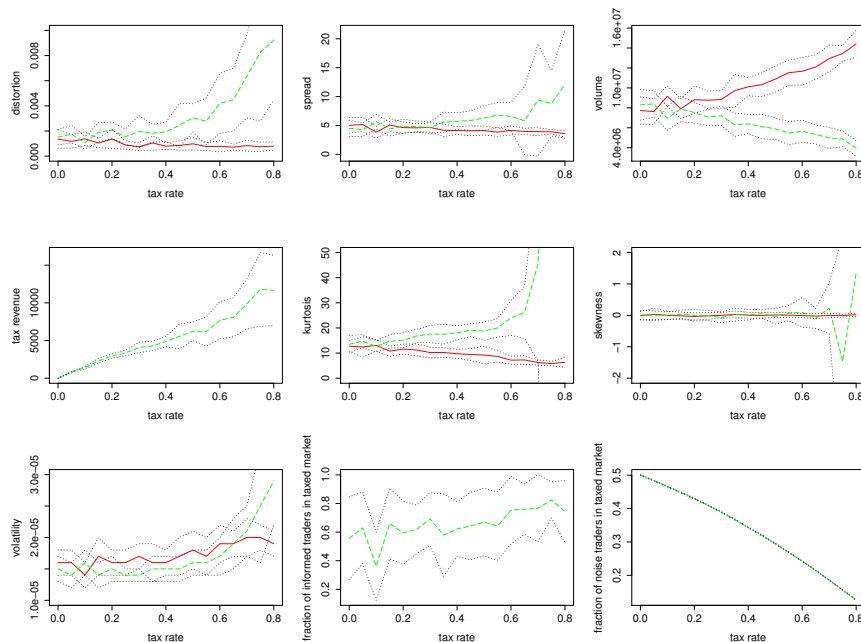 distortion
0.000 0.004 0.008
0.0 0.2 0.4 0.6 0.8
tax rate
spread
0 5 10 15 20
0.0 0.2 0.4 0.6 0.8
tax rate
volume
4.0e+06 1.0e+07 1.6e+07
0.0 0.2 0.4 0.6 0.8
tax rate
tax revenue
0 5000 10000
0.0 0.2 0.4 0.6 0.8
tax rate
kurtosis
0 10 20 30 40 50
0.0 0.2 0.4 0.6 0.8
tax rate
skewness
-2 -1 0 1 2
0.0 0.2 0.4 0.6 0.8
tax rate
volatility
1.0e-05 2.0e-05 3.0e-05
0.0 0.2 0.4 0.6 0.8
tax rate
fraction of informed traders in taxed market
0.2 0.4 0.6 0.8 1.0
0.0 0.2 0.4 0.6 0.8
tax rate
fraction of noise traders in taxed market
0.2 0.3 0.4 0.5
0.0 0.2 0.4 0.6 0.8
tax rate